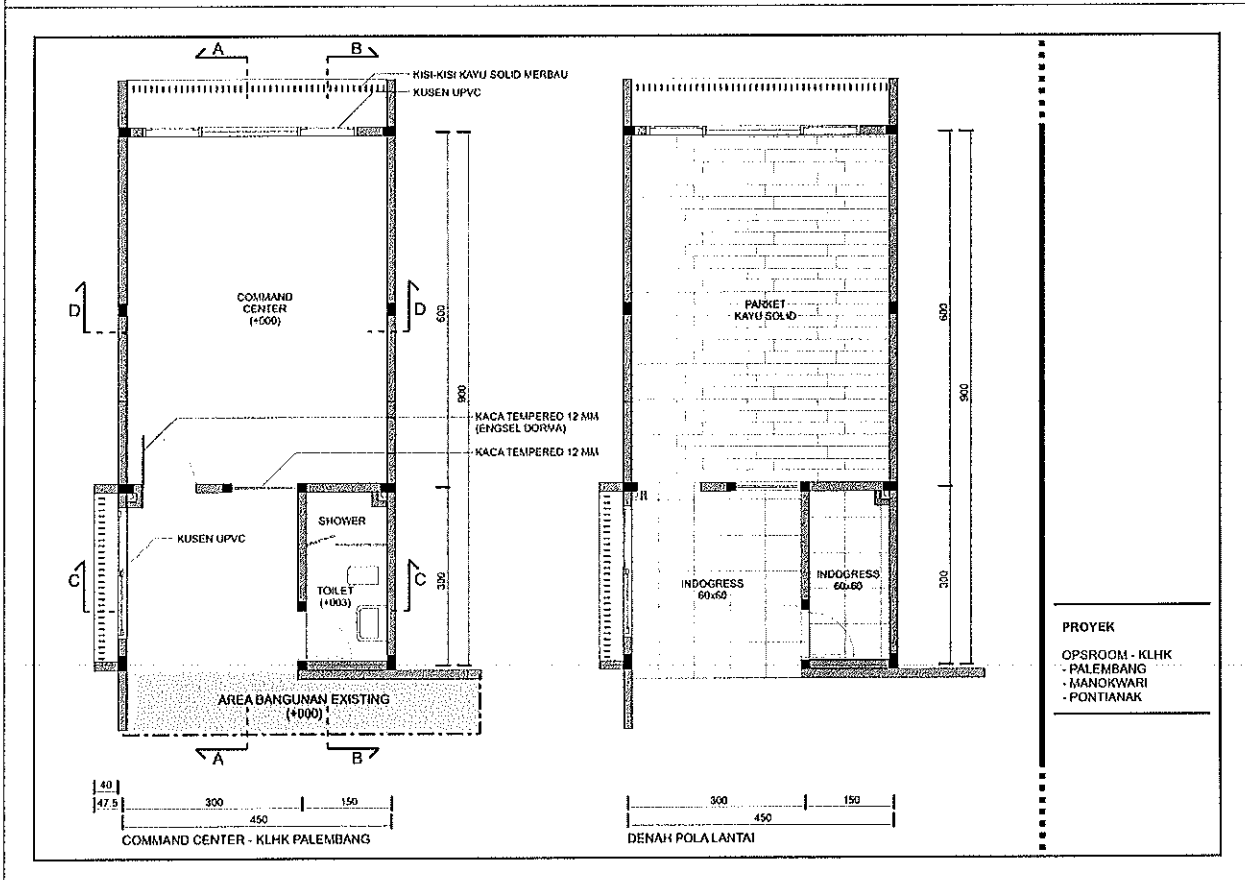 A
B
KISI-KISI KAYU SOLID MERBAU
KUSEN UPVC
D
COMMAND
CENTER
(+000)
D
600
900
KACA TEMPERED 12 MM
(ENGSEL DORMA)
KACA TEMPERED 12 MM
SHOWER
KUSEN UPVC
C
TOILET
(+003)
C
300
AREA BANGUNAN EXISTING
(+000)
A
B
40
47.5
300
150
450
COMMAND CENTER - KLHK PALEMBANG
PARKET
KAYU SOLID
600
900
INDOGRESS
60x60
INDOGRESS
60x60
300
300
150
450
DENAH POLA LANTAI
PROYEK
OPSROOM - KLHK
- PALEMBANG
- MANOKWARI
- PONTIANAK